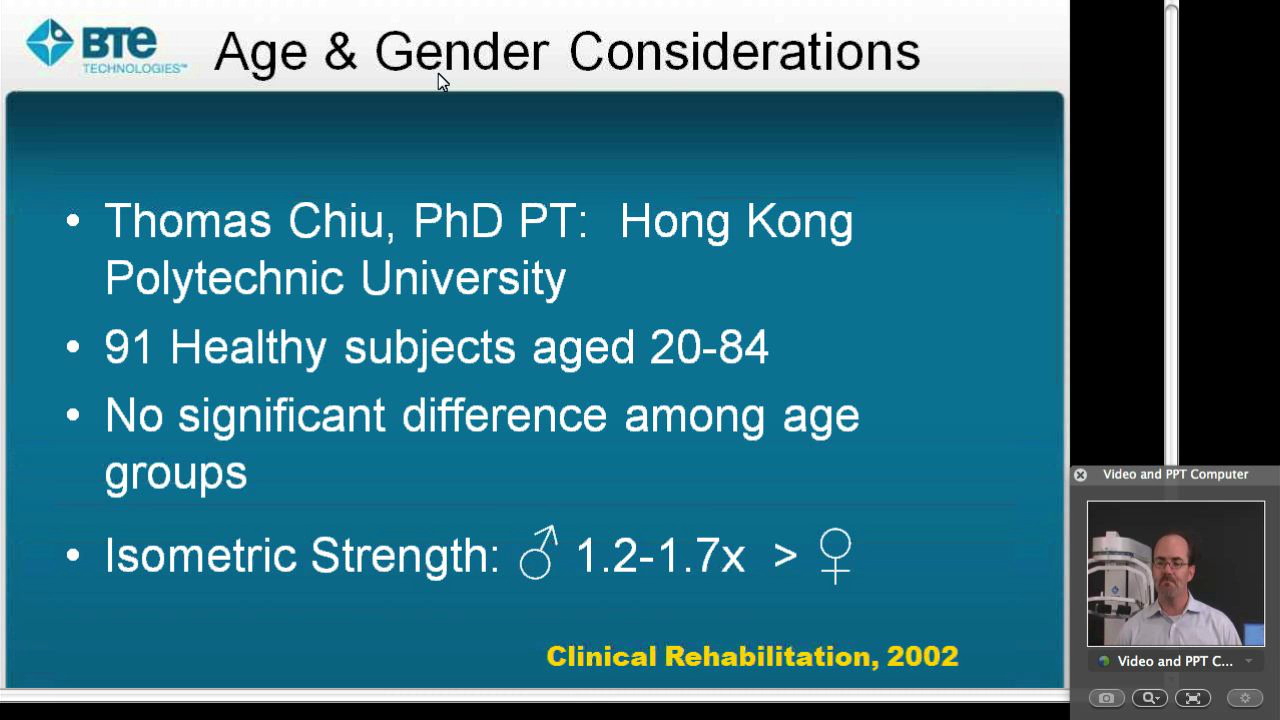 BTE
TECHNOLOGIES™
Age & Gender Considerations
• Thomas Chiu, PhD PT: Hong Kong
Polytechnic University
• 91 Healthy subjects aged 20-84
• No significant difference among age
groups
• Isometric Strength: ♂ 1.2-1.7x > ♀
Clinical Rehabilitation, 2002
Video and PPT Computer
Video and PPT C...